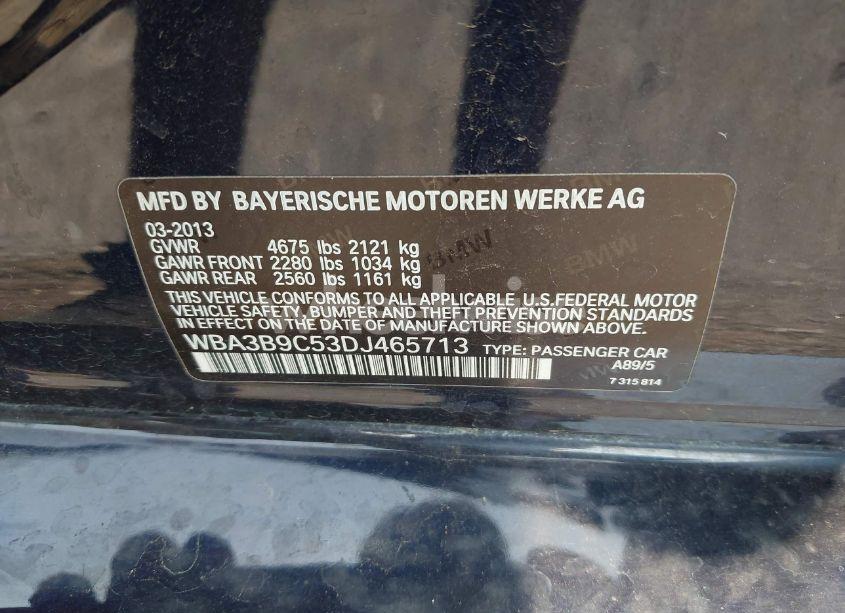 MFD BY BAYERISCHE MOTOREN WERKE AG
03-2013
GVWR 4675 lbs 2121 kg
GAWR FRONT 2280 lbs 1034 kg
GAWR REAR 2560 lbs 1161 kg
THIS VEHICLE CONFORMS TO ALL APPLICABLE U.S.FEDERAL MOTOR
VEHICLE SAFETY, BUMPER AND THEFT PREVENTION STANDARDS
IN EFFECT ON THE DATE OF MANUFACTURE SHOWN ABOVE.
WBA3B9C53DJ465713 TYPE: PASSENGER CAR
A89/5
7 315 814
BMW
BMW